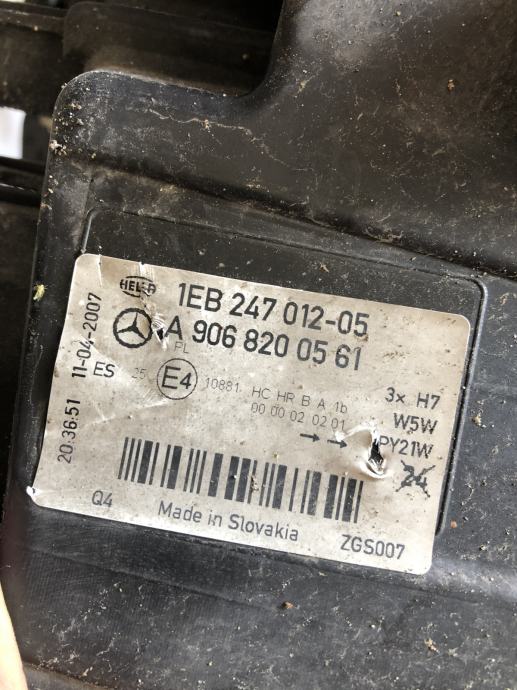 HELLA
1EB 247 012-05
A 906 820 05 61
FL
ES 25 E4 10881 HC HR B A 1b
00 00 02 02 01
3x H7
W5W
PY21W
24
20:36:51 11-04-2007
Q4 Made in Slovakia ZGS007